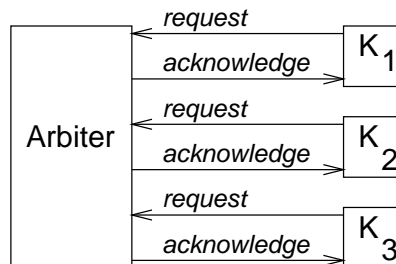 request
K1
acknowledge
request
Arbiter
K2
acknowledge
request
K3
acknowledge